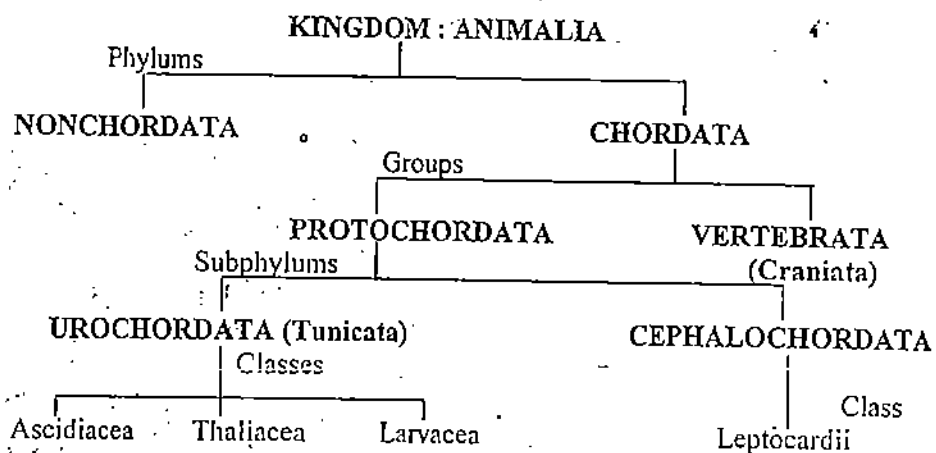 KINGDOM : ANIMALIA
Phylums
NONCHORDATA
CHORDATA
Groups
PROTOCHORDATA
VERTEBRATA
(Craniata)
Subphylums
UROCHORDATA (Tunicata)
CEPHALOCHORDATA
Classes
Class
Ascidiacea Thaliacea Larvacea
Leptocardii